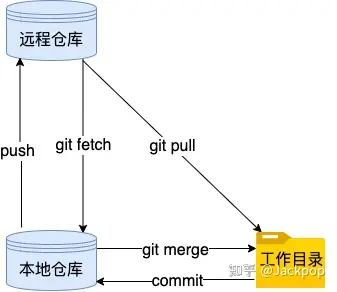 远程仓库
push
git fetch
git pull
本地仓库
git merge
工作目录
commit
知乎 @Jackpop